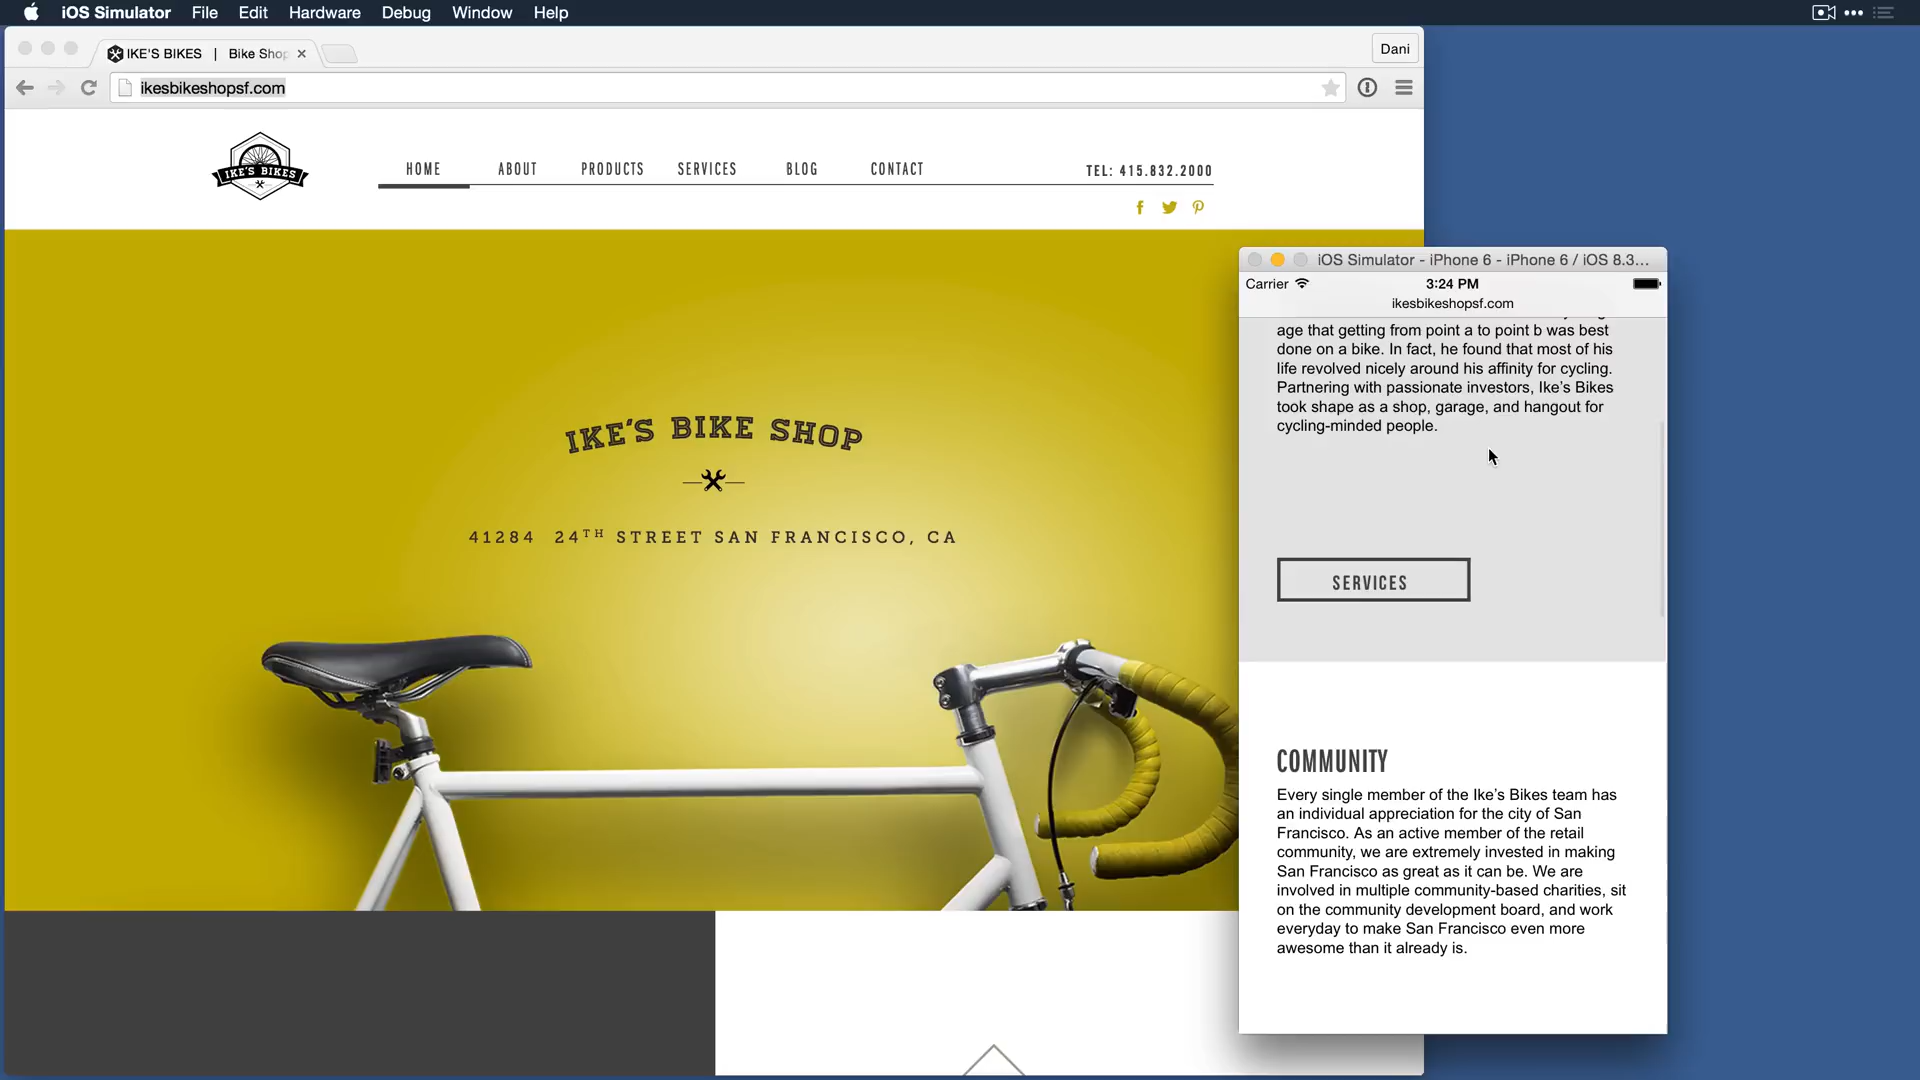 iOS Simulator File Edit Hardware Debug Window Help
IKE'S BIKES | Bike Shop
Dani
ikesbikeshopsf.com
IKE'S BIKES
HOME ABOUT PRODUCTS SERVICES BLOG CONTACT
TEL: 415.832.2000
IKE'S BIKE SHOP
41284 24TH STREET SAN FRANCISCO, CA
iOS Simulator - iPhone 6 - iPhone 6 / iOS 8.3...
Carrier 3:24 PM
ikesbikeshopsf.com
age that getting from point a to point b was best
done on a bike. In fact, he found that most of his
life revolved nicely around his affinity for cycling.
Partnering with passionate investors, Ike’s Bikes
took shape as a shop, garage, and hangout for
cycling-minded people.
SERVICES
COMMUNITY
Every single member of the Ike’s Bikes team has
an individual appreciation for the city of San
Francisco. As an active member of the retail
community, we are extremely invested in making
San Francisco as great as it can be. We are
involved in multiple community-based charities, sit
on the community development board, and work
everyday to make San Francisco even more
awesome than it already is.